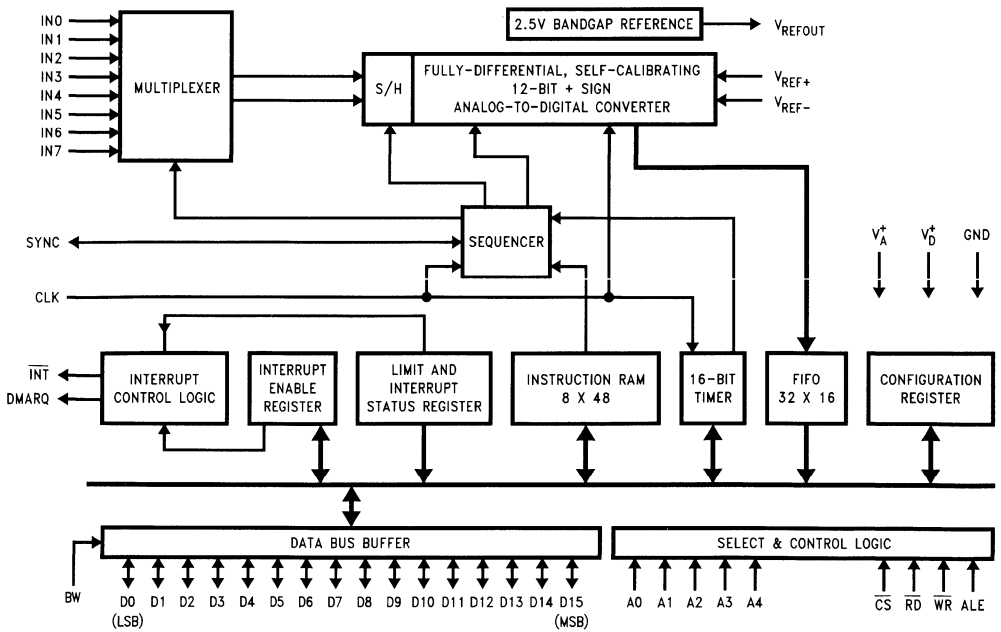 IN0
IN1
IN2
IN3
IN4
IN5
IN6
IN7
MULTIPLEXER
2.5V BANDGAP REFERENCE
VREFOUT
S/H
FULLY-DIFFERENTIAL, SELF-CALIBRATING
12-BIT + SIGN
ANALOG-TO-DIGITAL CONVERTER
VREF+
VREF-
SYNC
SEQUENCER
CLK
VA+
VD+
GND
INT
DMARQ
INTERRUPT
CONTROL LOGIC
INTERRUPT
ENABLE
REGISTER
LIMIT AND
INTERRUPT
STATUS REGISTER
INSTRUCTION RAM
8 X 48
16-BIT
TIMER
FIFO
32 X 16
CONFIGURATION
REGISTER
DATA BUS BUFFER
SELECT & CONTROL LOGIC
BW
D0 D1 D2 D3 D4 D5 D6 D7 D8 D9 D10 D11 D12 D13 D14 D15
(LSB) (MSB)
A0 A1 A2 A3 A4
CS RD WR ALE